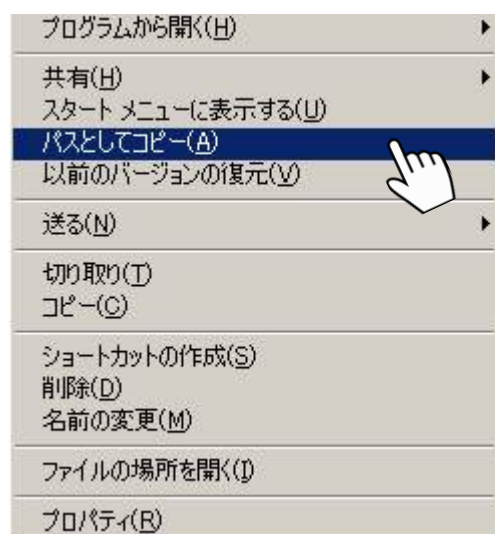 プログラムから開く(H)
共有(H)
スタート メニューに表示する(U)
パスとしてコピー(A)
以前のバージョンの復元(V)
送る(N)
切り取り(T)
コピー(C)
ショートカットの作成(S)
削除(D)
名前の変更(M)
ファイルの場所を開く(I)
プロパティ(R)